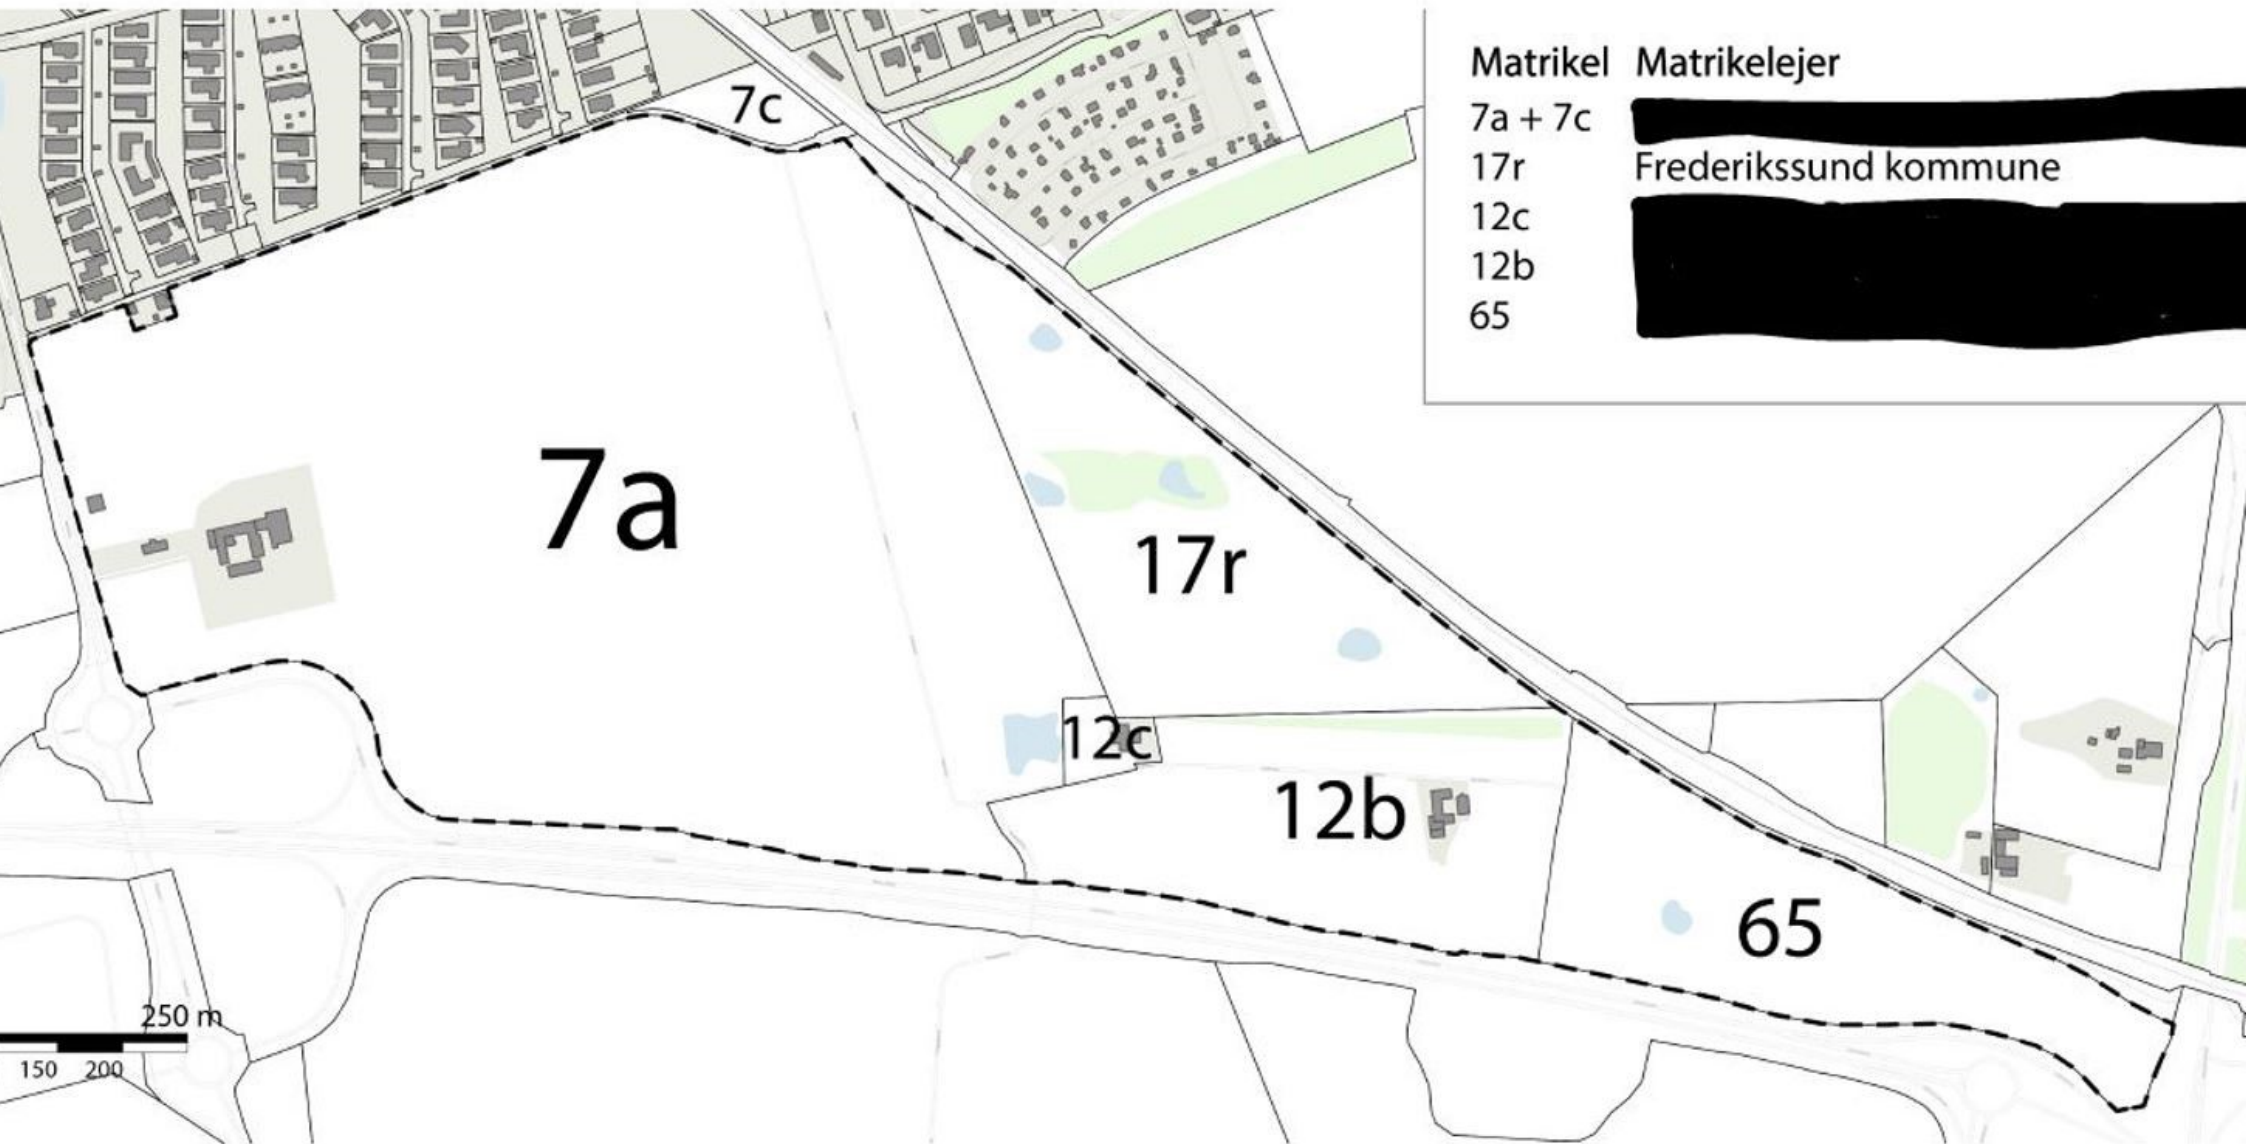 Matrikel Matrikelejer
7a + 7c
17r Frederikssund kommune
12c
12b
65
7c
7a
17r
12c
12b
65
250 m
150 200